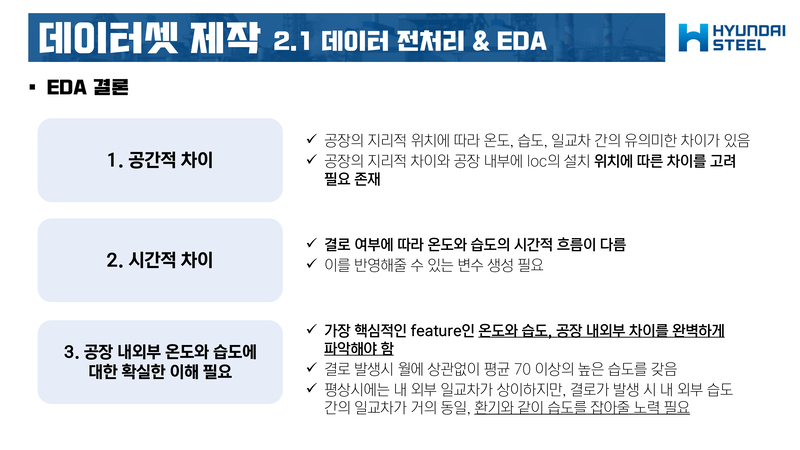 데이터셋 제작 2.1 데이터 전처리 & EDA
HYUNDAI
STEEL
▪ EDA 결론
1. 공간적 차이
✓ 공장의 지리적 위치에 따라 온도, 습도, 일교차 간의 유의미한 차이가 있음
✓ 공장의 지리적 차이와 공장 내부에 loc의 설치 위치에 따른 차이를 고려
필요 존재
2. 시간적 차이
✓ 결로 여부에 따라 온도와 습도의 시간적 흐름이 다름
✓ 이를 반영해줄 수 있는 변수 생성 필요
3. 공장 내외부 온도와 습도에
대한 확실한 이해 필요
✓ 가장 핵심적인 feature인 온도와 습도, 공장 내외부 차이를 완벽하게
파악해야 함
✓ 결로 발생시 월에 상관없이 평균 70 이상의 높은 습도를 갖음
✓ 평상시에는 내 외부 일교차가 상이하지만, 결로가 발생 시 내 외부 습도
간의 일교차가 거의 동일, 환기와 같이 습도를 잡아줄 노력 필요